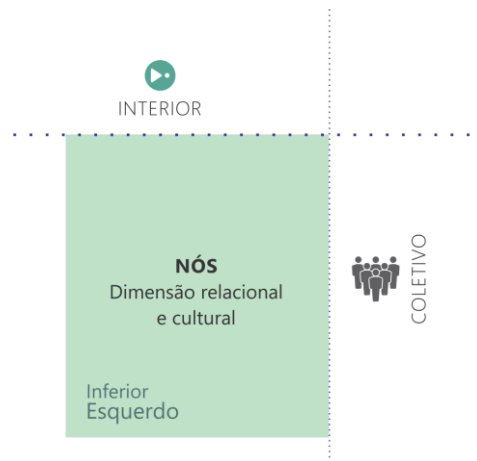 INTERIOR
NÓS
Dimensão relacional
e cultural
COLETIVO
Inferior
Esquerdo